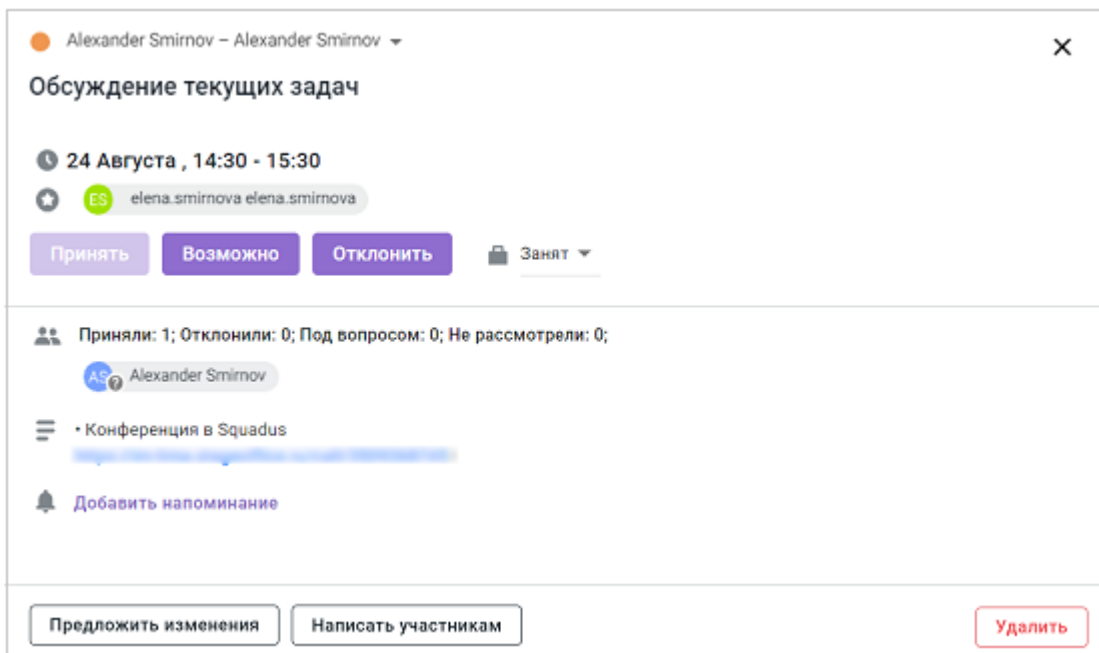 Alexander Smirnov – Alexander Smirnov
Обсуждение текущих задач
24 Августа , 14:30 - 15:30
ES elena.smirnova elena.smirnova
Принять Возможно Отклонить Занят
Приняли: 1; Отклонили: 0; Под вопросом: 0; Не рассмотрели: 0;
AS Alexander Smirnov
• Конференция в Squadus
Добавить напоминание
Предложить изменения Написать участникам Удалить